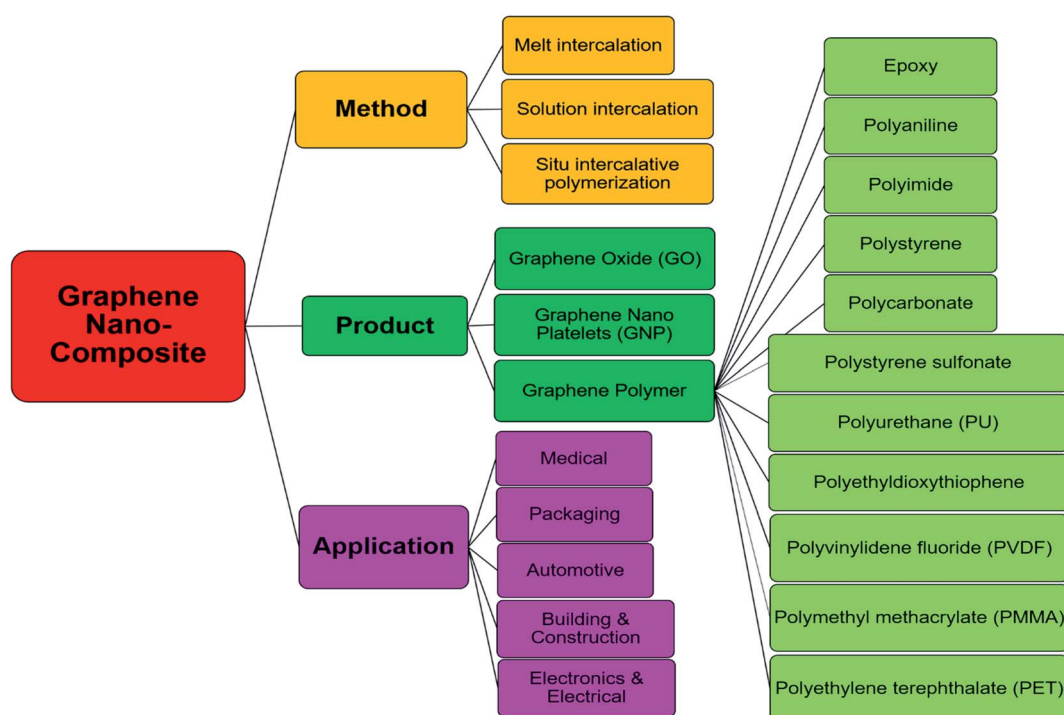 Graphene
Nano-
Composite
Method
Melt intercalation
Solution intercalation
Situ intercalative
polymerization
Product
Graphene Oxide (GO)
Graphene Nano
Platelets (GNP)
Graphene Polymer
Epoxy
Polyaniline
Polyimide
Polystyrene
Polycarbonate
Polystyrene sulfonate
Polyurethane (PU)
Polyethyldioxythiophene
Polyvinylidene fluoride (PVDF)
Polymethyl methacrylate (PMMA)
Polyethylene terephthalate (PET)
Application
Medical
Packaging
Automotive
Building &
Construction
Electronics &
Electrical